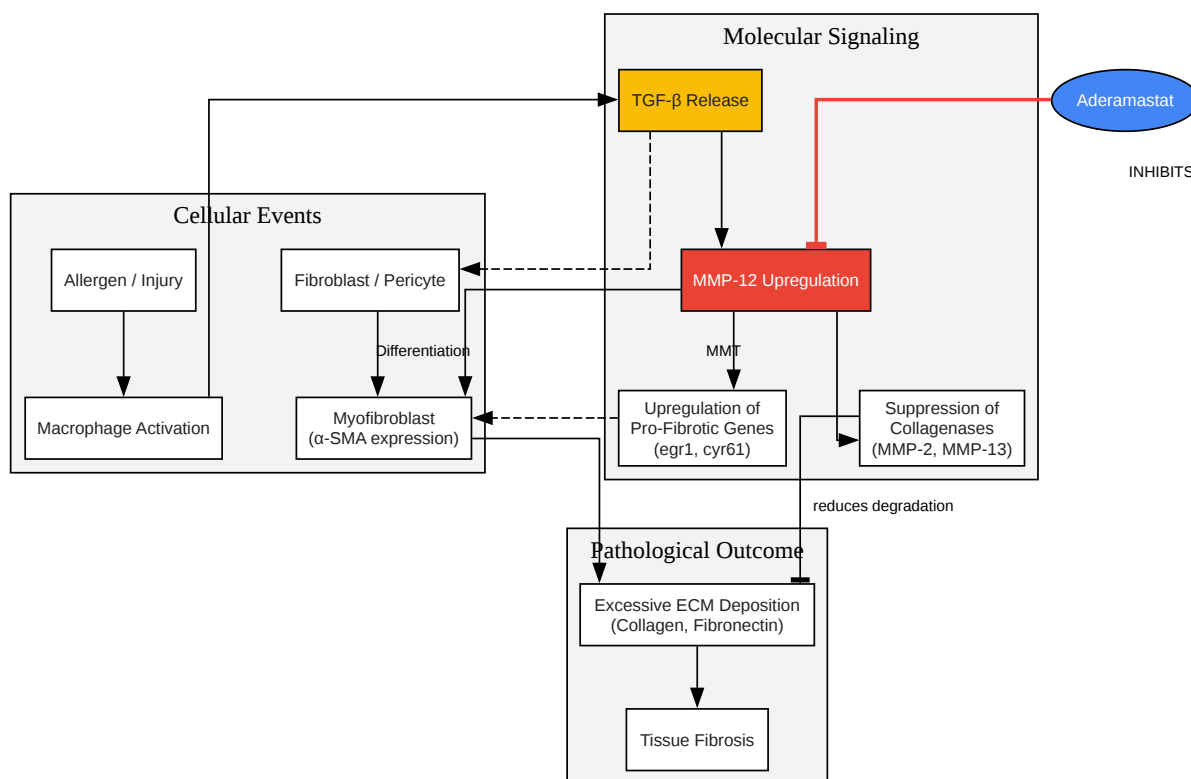 Molecular Signaling
TGF-β Release
Aderamastat
INHIBITS
Cellular Events
Allergen / Injury
Fibroblast / Pericyte
MMP-12 Upregulation
Differentiation
MMT
Macrophage Activation
Myofibroblast
(α-SMA expression)
Upregulation of
Pro-Fibrotic Genes
(egr1, cyr61)
Suppression of
Collagenases
(MMP-2, MMP-13)
reduces degradation
Pathological Outcome
Excessive ECM Deposition
(Collagen, Fibronectin)
Tissue Fibrosis